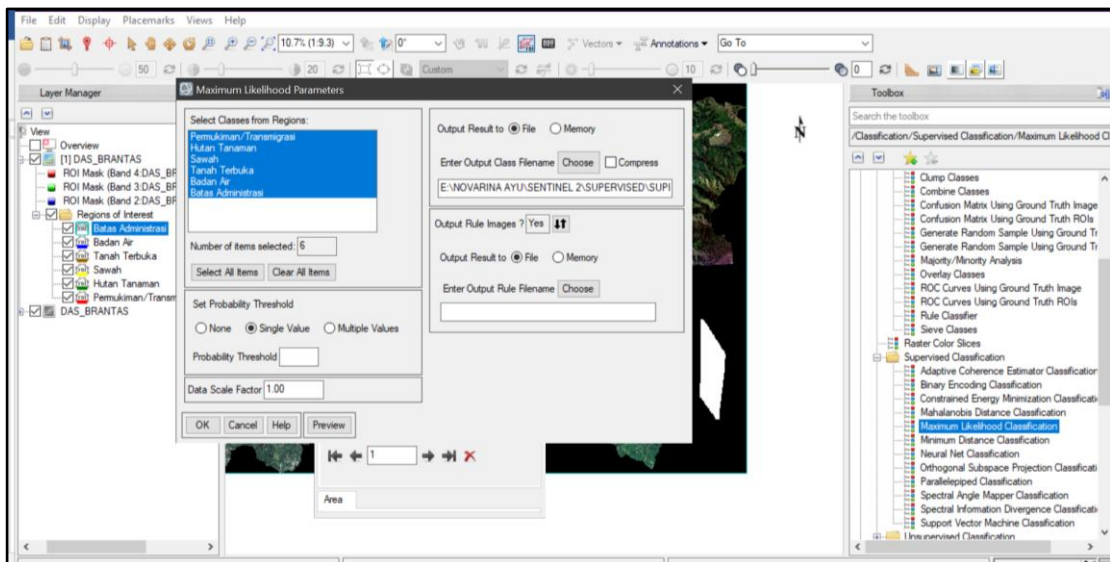 File Edit Display Placemarks Views Help
10.7% (1:9.3) 0° Vectors Annotations Go To
50 20 Custom 10 0
Layer Manager
View
Overview
[1] DAS_BRANTAS
ROI Mask (Band 4:DAS_BR
ROI Mask (Band 3:DAS_BR
ROI Mask (Band 2:DAS_BR
Regions of Interest
Batas Administrasi
Badan Air
Tanah Terbuka
Sawah
Hutan Tanaman
Permukiman/Transm
DAS_BRANTAS
Maximum Likelihood Parameters
Select Classes from Regions:
Permukiman/Transmigrasi
Hutan Tanaman
Sawah
Tanah Terbuka
Badan Air
Batas Administrasi
Number of items selected: 6
Select All Items Clear All Items
Set Probability Threshold
None Single Value Multiple Values
Probability Threshold
Data Scale Factor 1.00
OK Cancel Help Preview
Output Result to File Memory
Enter Output Class Filename Choose Compress
E:\NOVARINA AYU\SENTINEL 2\SUPERVISED\SUPI
Output Rule Images ? Yes
Output Result to File Memory
Enter Output Rule Filename Choose
N
1
Area
Toolbox
Search the toolbox
/Classification/Supervised Classification/Maximum Likelihood Cl
Clump Classes
Combine Classes
Confusion Matrix Using Ground Truth Image
Confusion Matrix Using Ground Truth ROIs
Generate Random Sample Using Ground Tr
Generate Random Sample Using Ground Tr
Majority/Minority Analysis
Overlay Classes
ROC Curves Using Ground Truth Image
ROC Curves Using Ground Truth ROIs
Rule Classifier
Sieve Classes
Raster Color Slices
Supervised Classification
Adaptive Coherence Estimator Classification
Binary Encoding Classification
Constrained Energy Minimization Classificati
Mahalanobis Distance Classification
Maximum Likelihood Classification
Minimum Distance Classification
Neural Net Classification
Orthogonal Subspace Projection Classificati
Parallelepiped Classification
Spectral Angle Mapper Classification
Spectral Information Divergence Classificati
Support Vector Machine Classification
Unsupervised Classification